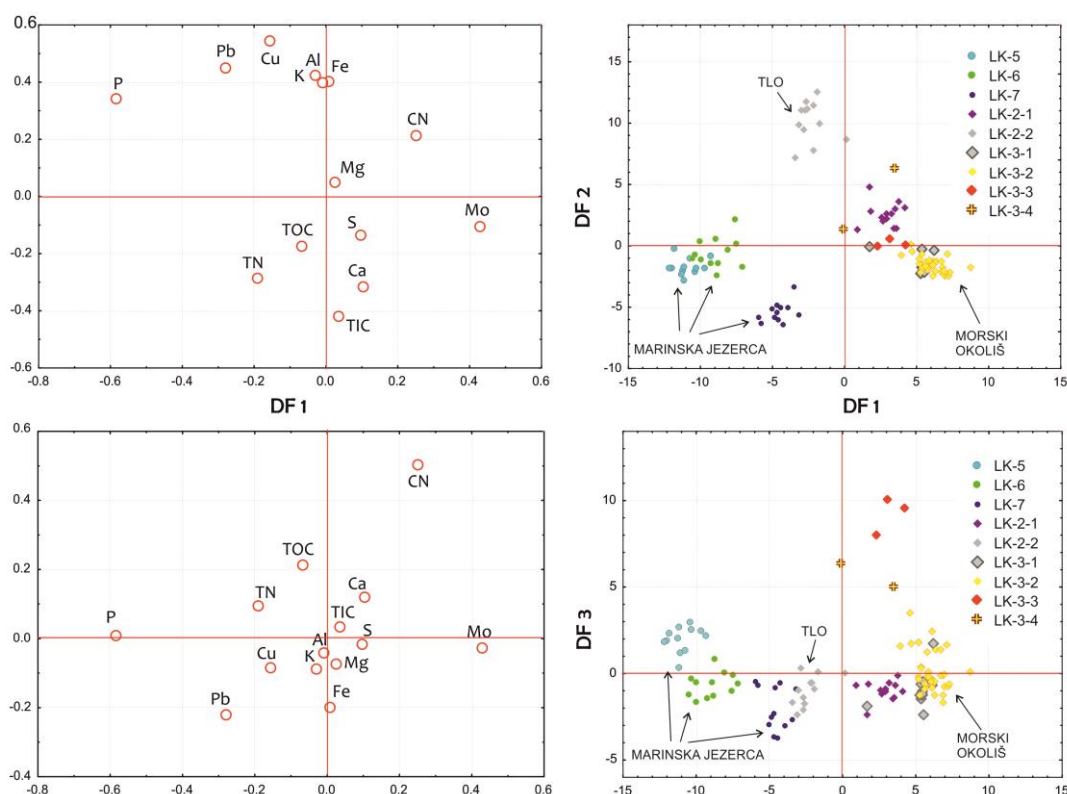 0.6
0.4
0.2
0.0
-0.2
-0.4
-0.6
Cu
Pb
Al
K
Fe
P
CN
Mg
Mo
S
TOC
TN
Ca
TIC
-0.8 -0.6 -0.4 -0.2 0.0 0.2 0.4 0.6
DF 1
15
10
5
0
-5
-10
DF 2
TLO
MARINSKA JEZERCA
MORSKI
OKOLIŠ
LK-5
LK-6
LK-7
LK-2-1
LK-2-2
LK-3-1
LK-3-2
LK-3-3
LK-3-4
-15 -10 -5 0 5 10 15
DF 1
0.6
0.4
0.2
0.0
-0.2
-0.4
CN
TOC
TN
Ca
TIC
P
S
Mo
Al
K
Cu
Mg
Fe
Pb
-0.8 -0.6 -0.4 -0.2 0.0 0.2 0.4 0.6
10
5
0
-5
DF 3
TLO
MARINSKA JEZERCA
MORSKI
OKOLIŠ
LK-5
LK-6
LK-7
LK-2-1
LK-2-2
LK-3-1
LK-3-2
LK-3-3
LK-3-4
-15 -10 -5 0 5 10 15